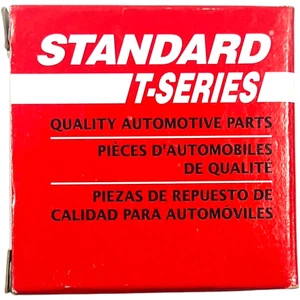 STANDARD
T-SERIES
QUALITY AUTOMOTIVE PARTS
PIÈCES D'AUTOMOBILES
DE QUALITÉ
PIEZAS DE REPUESTO DE
CALIDAD PARA AUTOMÓVILES